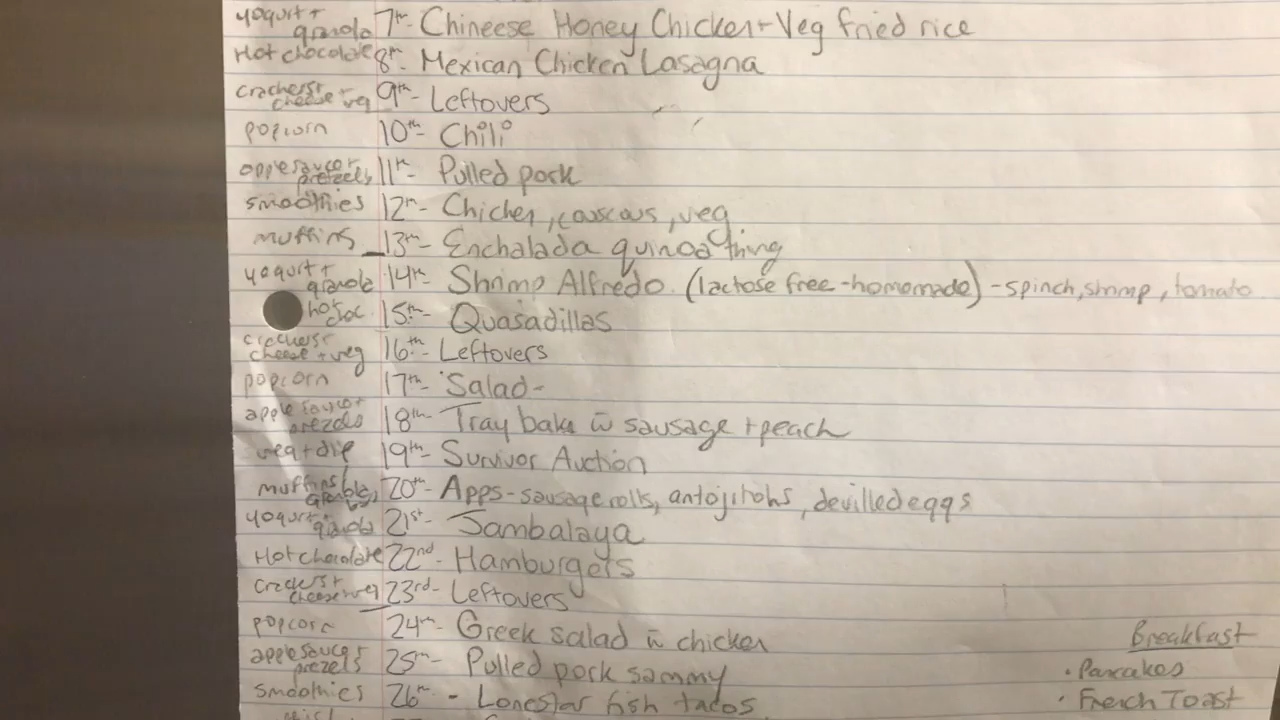 yogurt +
granola 7th- Chineese Honey Chicken + Veg fried rice
Hot chocolate 8th- Mexican Chicken Lasagna
crackers +
cheese + veg 9th- Leftovers
popcorn 10th- Chili
applesauce +
pretzels 11th- Pulled pork
smoothies 12th- Chicken, couscous, veg
muffins 13th- Enchalada quinoa thing
yogurt +
granola 14th- Shrimp Alfredo (lactose free-homemade) - spinch, shrimp, tomato
hot
choc 15th- Quasadillas
crackers +
cheese + veg 16th- Leftovers
popcorn 17th- Salad-
applesauce +
prezels 18th- Tray bake w sausage + peach
veg + dip 19th- Survivor Auction
muffins 20th- Apps- sausage rolls, antojitohs, devilled eggs
yogurt +
granola 21st- Jambalaya
Hot chocolate 22nd- Hamburgers
crackers +
cheese + veg 23rd- Leftovers
popcorn 24th- Greek salad w chicken
Breakfast
applesauce +
prezels 25th- Pulled pork sammy
• Pancakes
smoothies 26th - Lonestar fish tacos
• French Toast